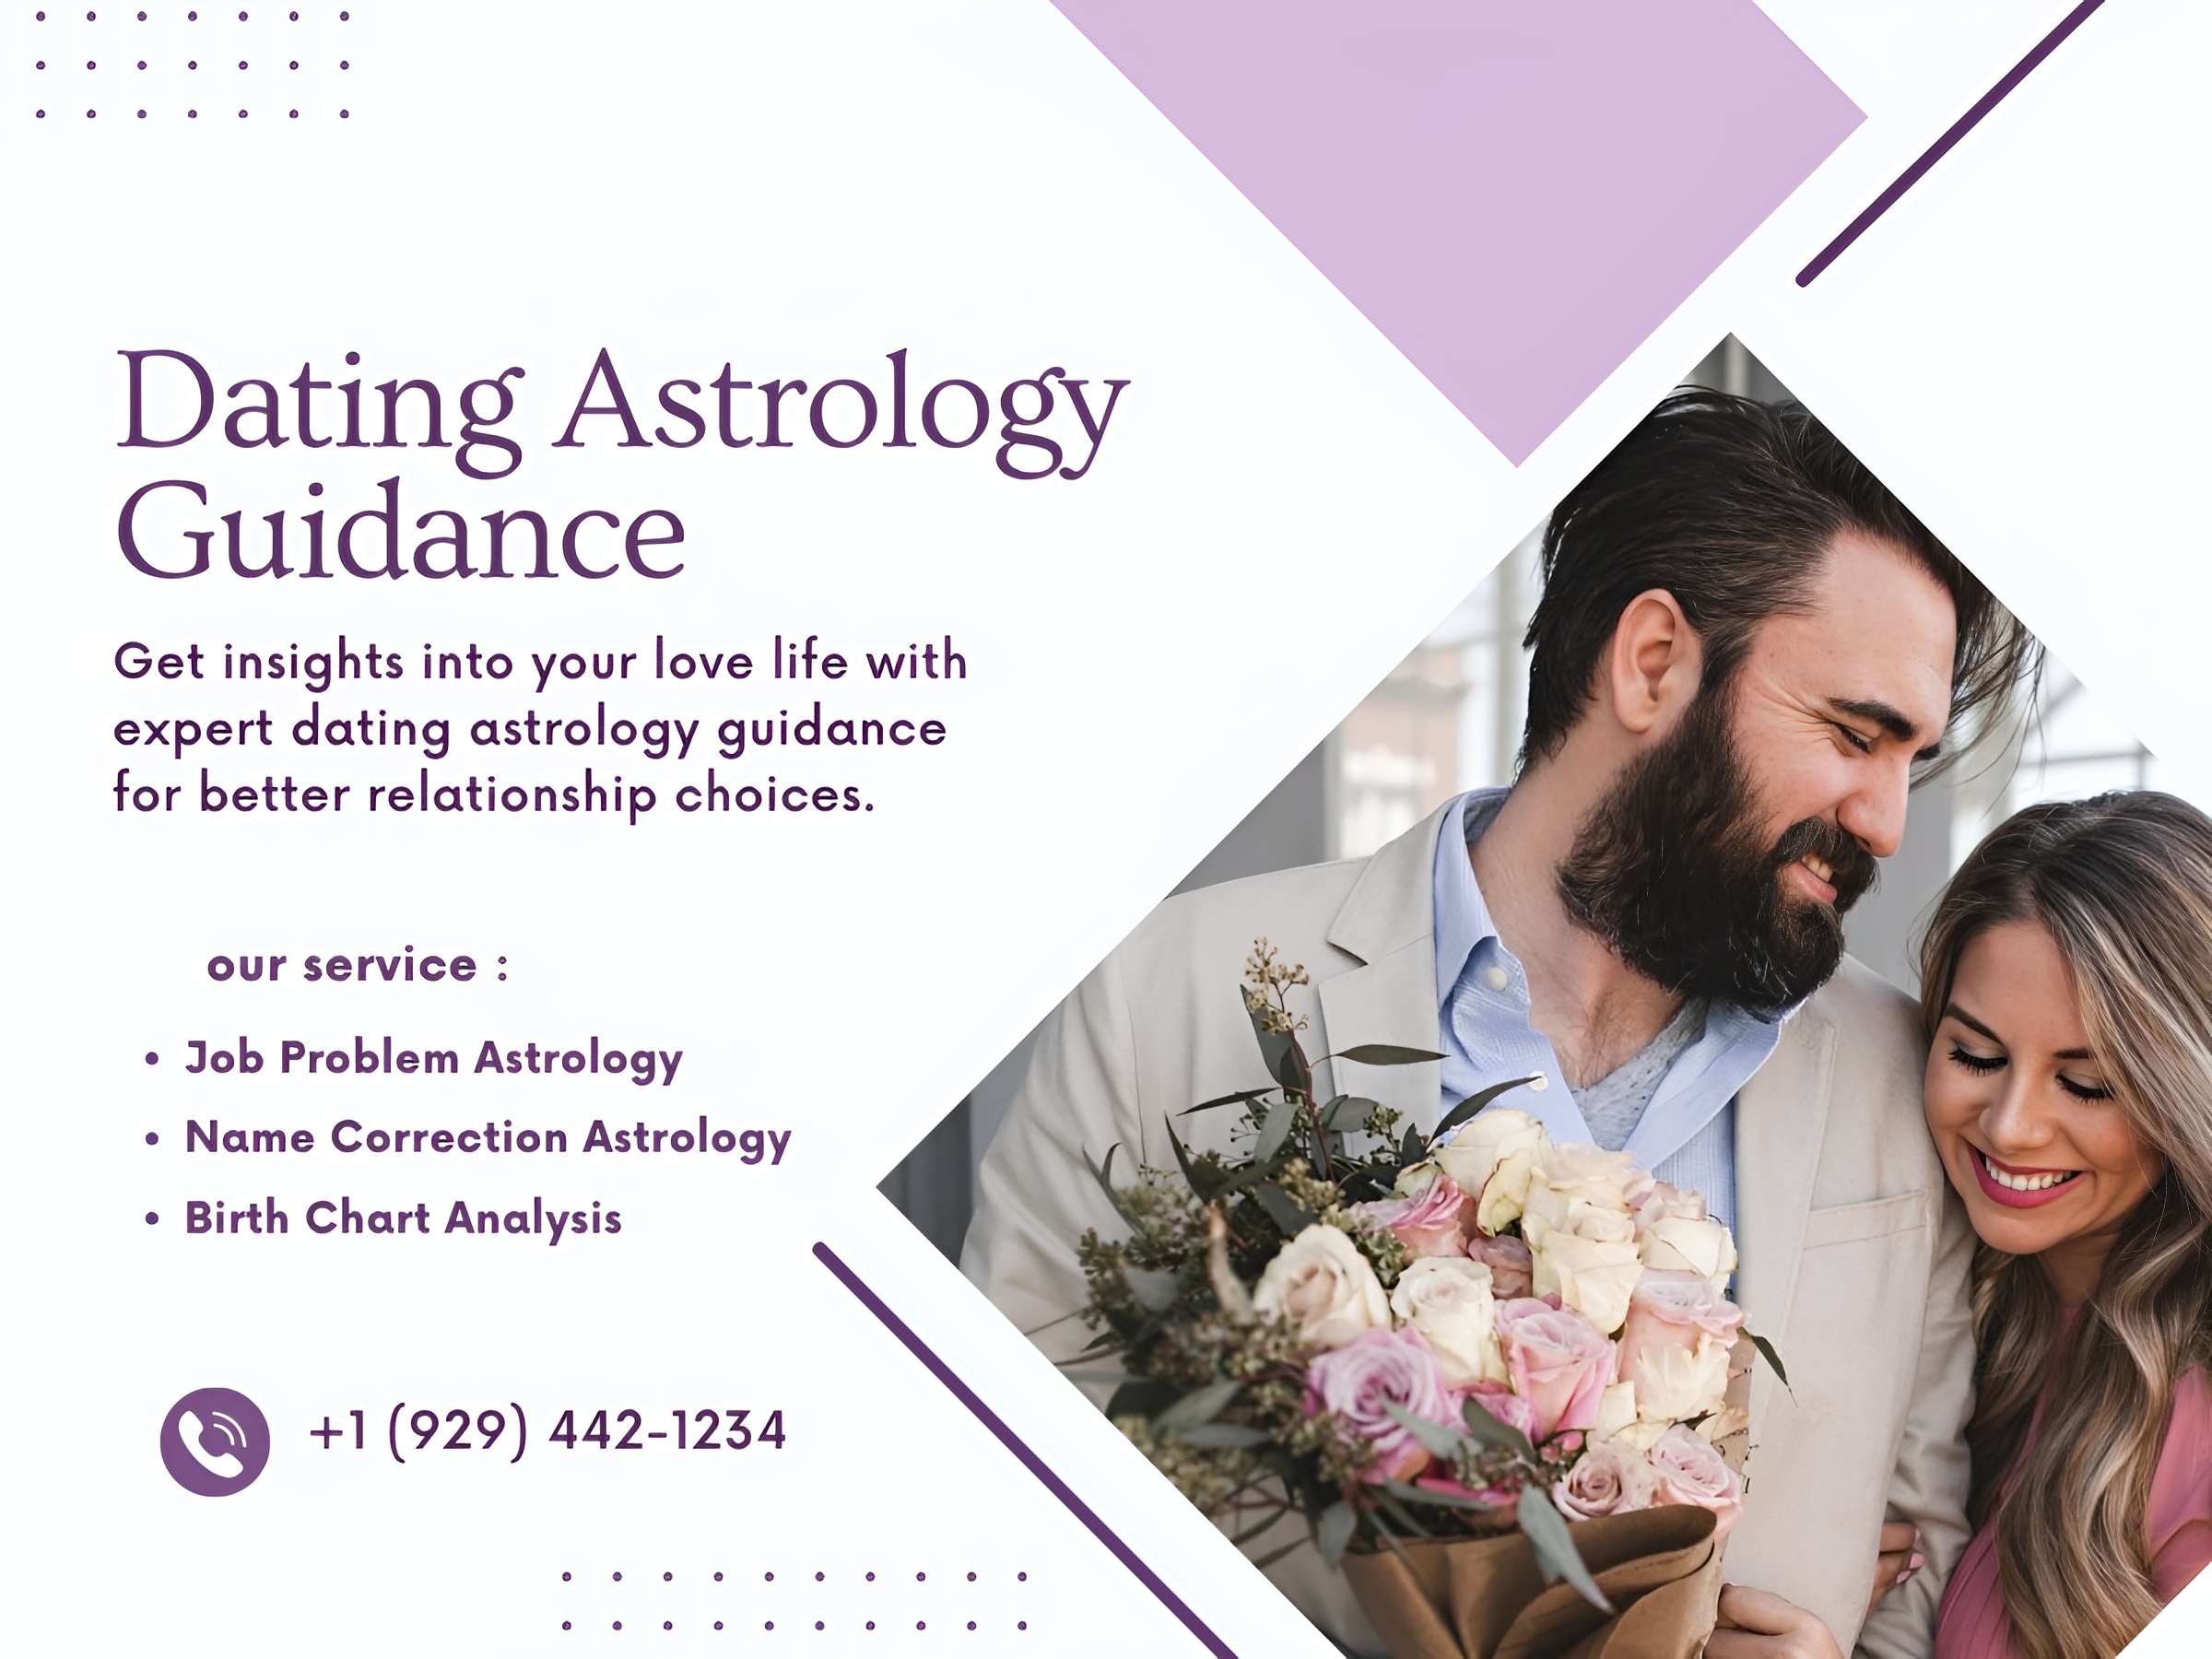 Dating Astrology
Guidance
Get insights into your love life with
expert dating astrology guidance
for better relationship choices.
our service :
• Job Problem Astrology
• Name Correction Astrology
• Birth Chart Analysis
+1 (929) 442-1234